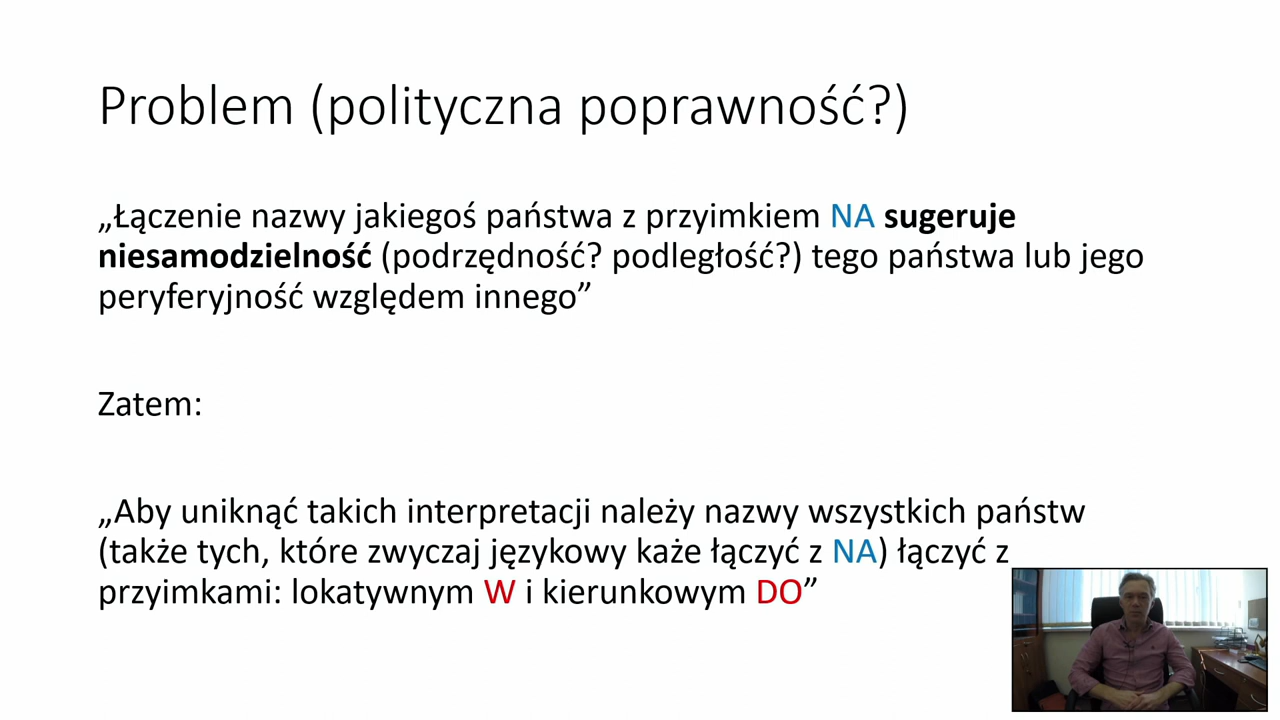 Problem (polityczna poprawność?)
„Łączenie nazwy jakiegoś państwa z przyimkiem NA sugeruje
niesamodzielność (podrzędność? podległość?) tego państwa lub jego
peryferyjność względem innego”
Zatem:
„Aby uniknąć takich interpretacji należy nazwy wszystkich państw
(także tych, które zwyczaj językowy każe łączyć z NA) łączyć z
przyimkami: lokatywnym W i kierunkowym DO”